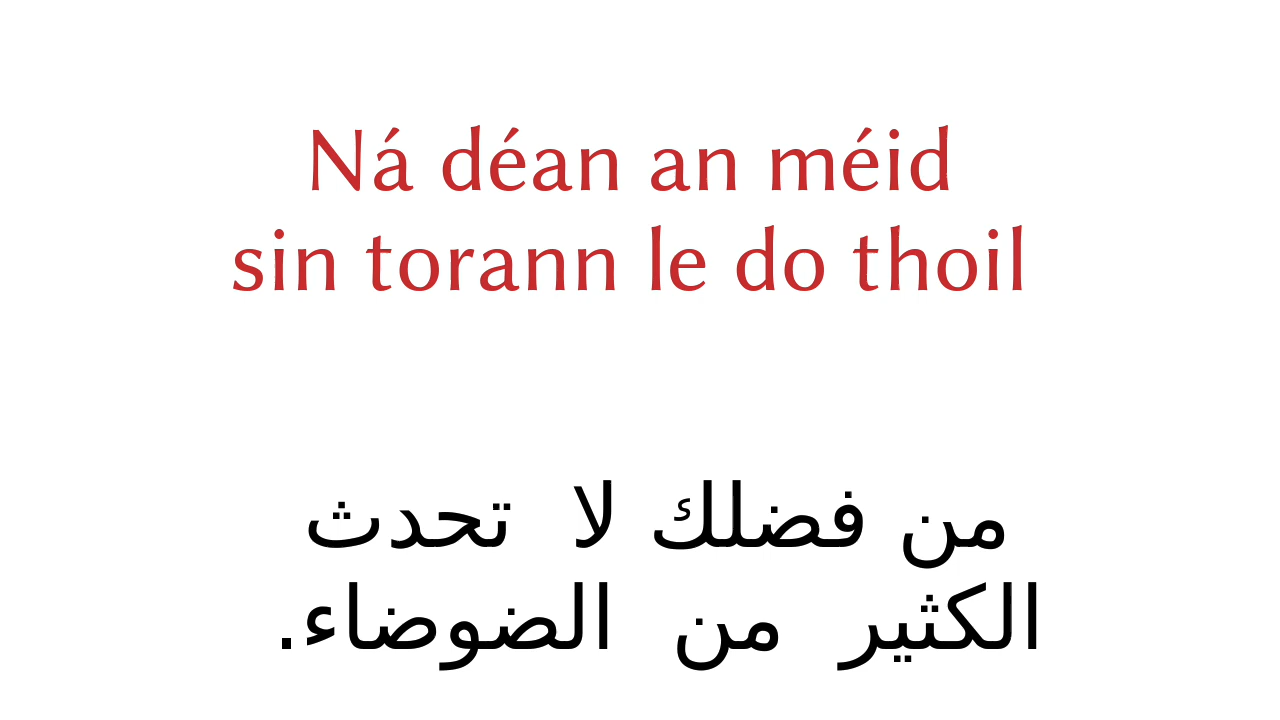 Ná déan an méid
sin torann le do thoil
من فضلك لا تحدث
الكثير من الضوضاء.